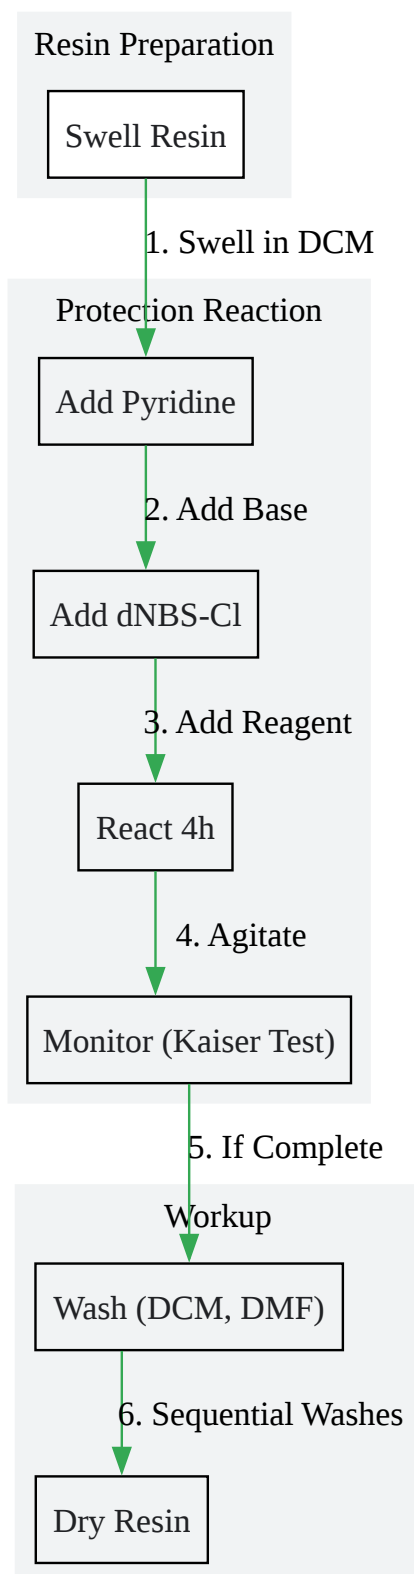 Resin Preparation
Swell Resin
1. Swell in DCM
Protection Reaction
Add Pyridine
2. Add Base
Add dNBS-Cl
3. Add Reagent
React 4h
4. Agitate
Monitor (Kaiser Test)
5. If Complete
Workup
Wash (DCM, DMF)
6. Sequential Washes
Dry Resin